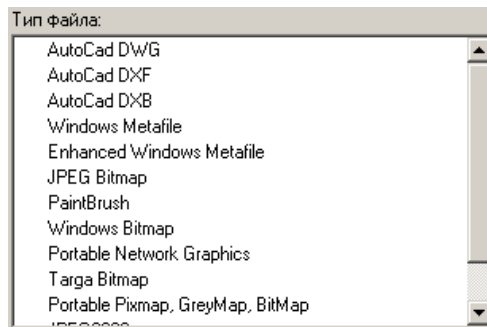 Тип файла:
AutoCad DWG
AutoCad DXF
AutoCad DXB
Windows Metafile
Enhanced Windows Metafile
JPEG Bitmap
PaintBrush
Windows Bitmap
Portable Network Graphics
Targa Bitmap
Portable Pixmap, GreyMap, BitMap